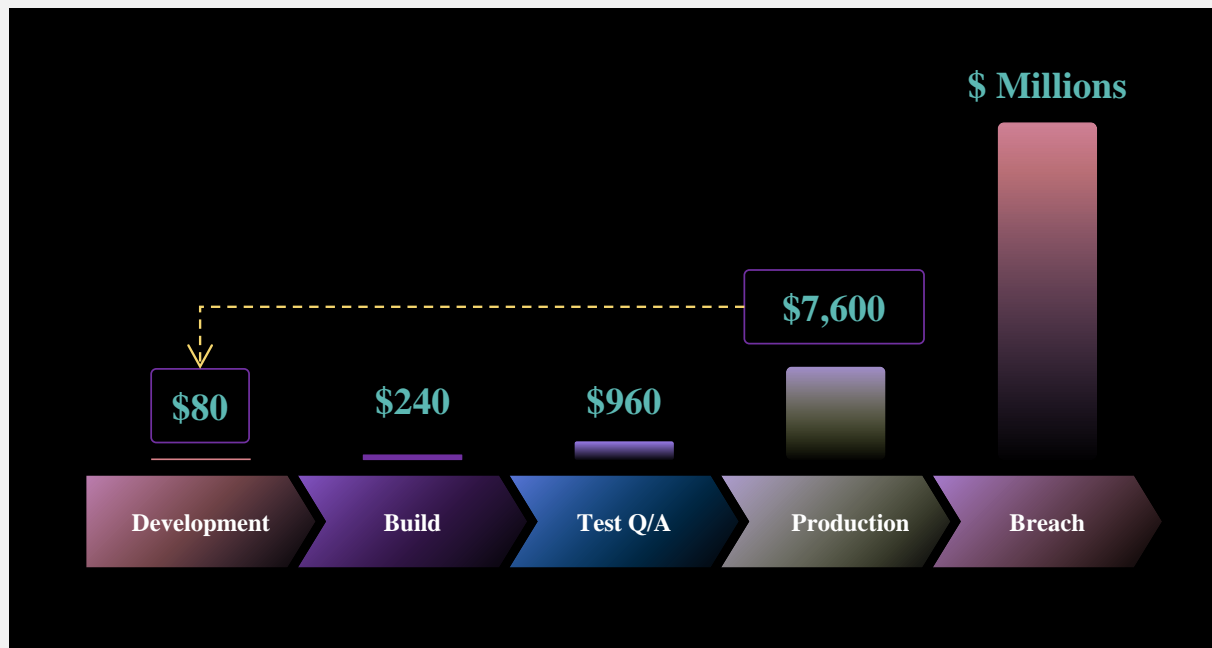 $ Millions
$7,600
$80
$240
$960
Development
Build
Test Q/A
Production
Breach